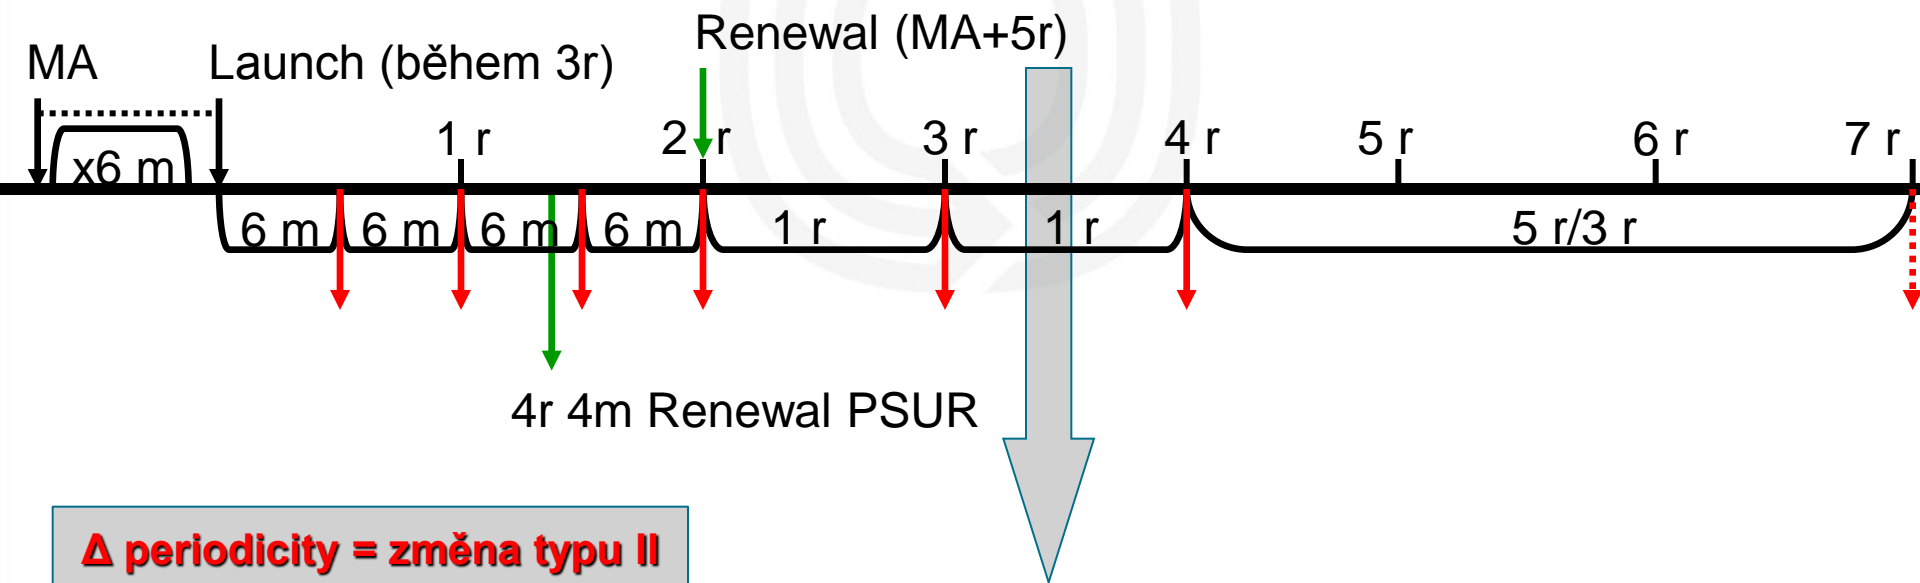 Renewal (MA+5r)
MA
Launch (během 3r)
1 r
2 r
3 r
4 r
5 r
6 r
7 r
x6 m
6 m
6 m
6 m
6 m
1 r
1 r
5 r/3 r
4r 4m Renewal PSUR
Δ periodicity = změna typu II